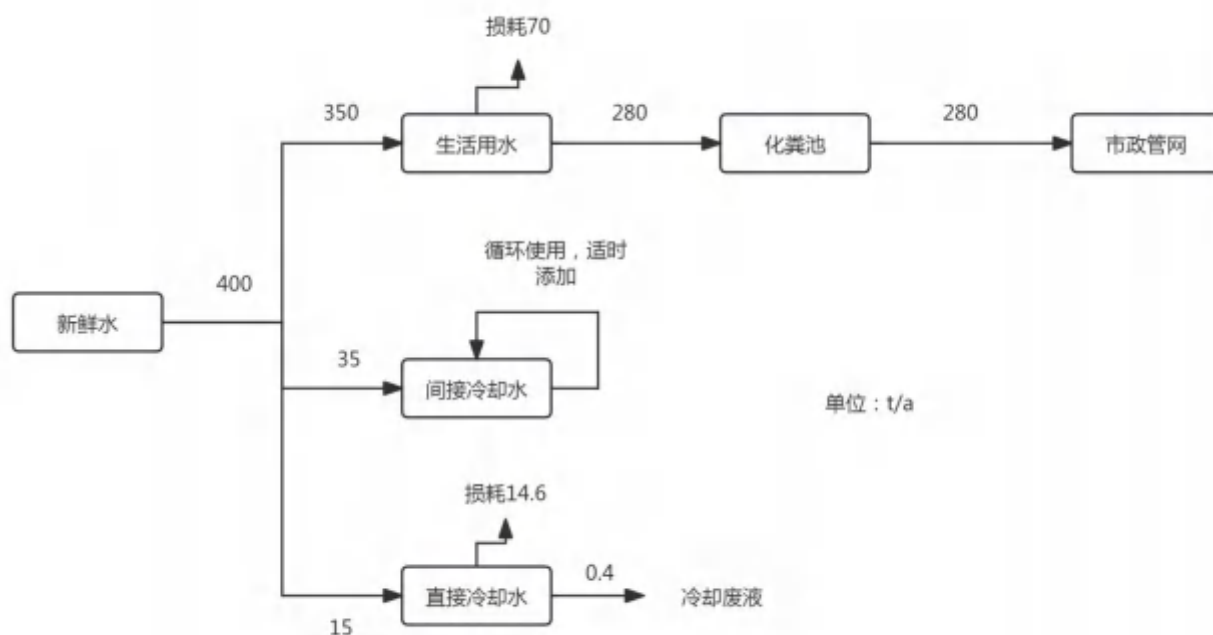 损耗70
350
生活用水
280
化粪池
280
市政管网
循环使用，适时
添加
400
新鲜水
35
间接冷却水
单位：t/a
损耗14.6
直接冷却水
0.4
冷却废液
15